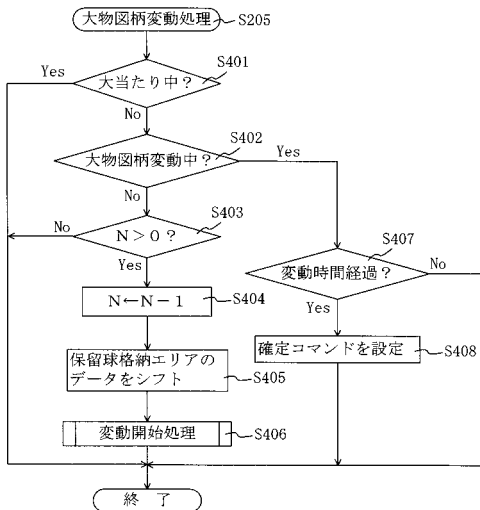 大物図柄変動処理
S205
Yes
S401
大当たり中？
No
S402
大物図柄変動中？
Yes
No
S403
No
N＞0？
Yes
S407
変動時間経過？
No
Yes
N←N－1
S404
確定コマンドを設定
S408
保留球格納エリアの
データをシフト
S405
変動開始処理
S406
終　了